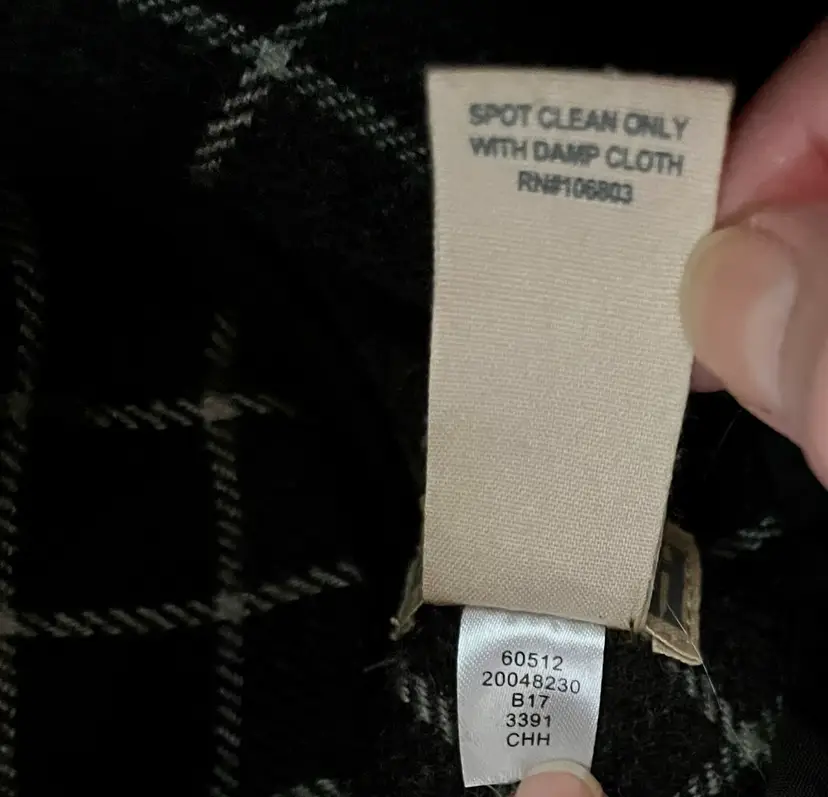 SPOT CLEAN ONLY
WITH DAMP CLOTH
RN#106803
60512
20048230
B17
3391
CHH